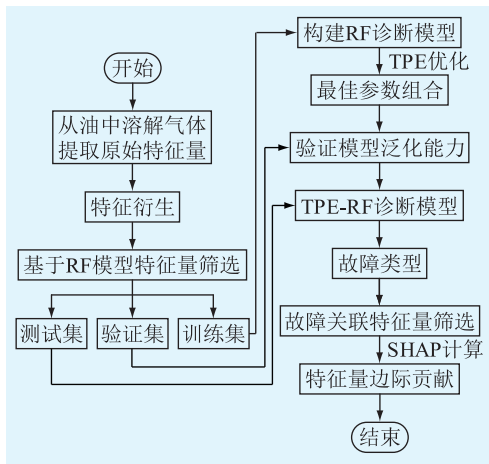 开始
从油中溶解气体
提取原始特征量
特征衍生
基于RF模型特征量筛选
测试集
验证集
训练集
构建RF诊断模型
TPE优化
最佳参数组合
验证模型泛化能力
TPE-RF诊断模型
故障类型
故障关联特征量筛选
SHAP计算
特征量边际贡献
结束